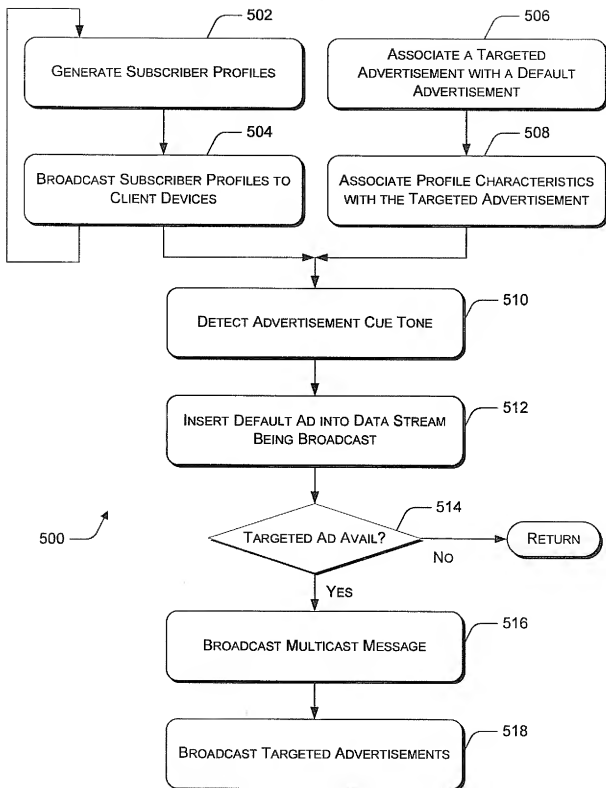 502
GENERATE SUBSCRIBER PROFILES
504
BROADCAST SUBSCRIBER PROFILES TO
CLIENT DEVICES
506
ASSOCIATE A TARGETED
ADVERTISEMENT WITH A DEFAULT
ADVERTISEMENT
508
ASSOCIATE PROFILE CHARACTERISTICS
WITH THE TARGETED ADVERTISEMENT
510
DETECT ADVERTISEMENT CUE TONE
512
INSERT DEFAULT AD INTO DATA STREAM
BEING BROADCAST
500
514
TARGETED AD AVAIL?
NO
RETURN
YES
516
BROADCAST MULTICAST MESSAGE
518
BROADCAST TARGETED ADVERTISEMENTS